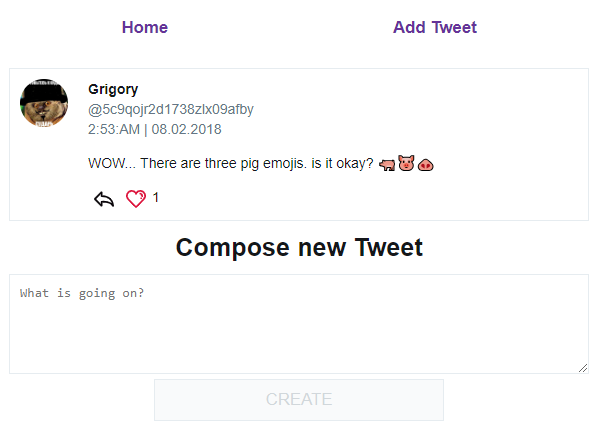 Home Add Tweet
Grigory
@5c9qojr2d1738zlx09afby
2:53:AM | 08.02.2018
WOW... There are three pig emojis. is it okay? 🐖🐷🐽
1
Compose new Tweet
What is going on?
CREATE